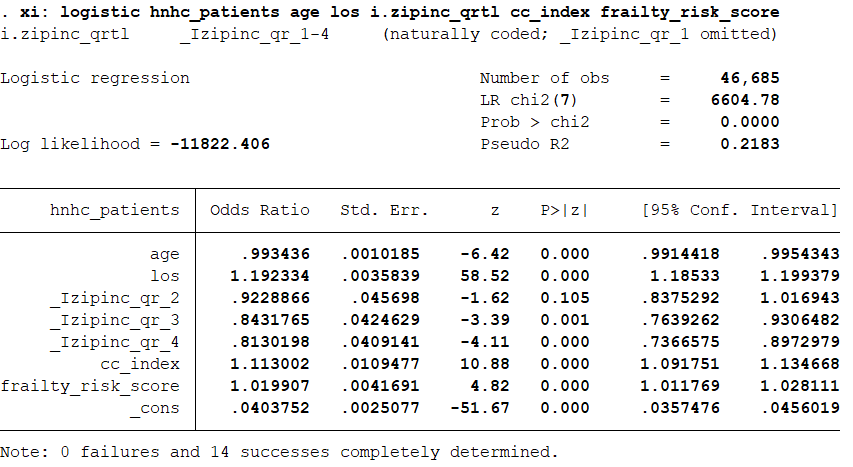 . xi: logistic hnhc_patients age los i.zipinc_qrtl cc_index frailty_risk_score
i.zipinc_qrtl _Izipinc_qr_1-4 (naturally coded; _Izipinc_qr_1 omitted)
Logistic regression Number of obs = 46,685
LR chi2(7) = 6604.78
Prob > chi2 = 0.0000
Log likelihood = -11822.406 Pseudo R2 = 0.2183
hnhc_patients Odds Ratio Std. Err. z P>|z| [95% Conf. Interval]
age .993436 .0010185 -6.42 0.000 .9914418 .9954343
los 1.192334 .0035839 58.52 0.000 1.18533 1.199379
_Izipinc_qr_2 .9228866 .045698 -1.62 0.105 .8375292 1.016943
_Izipinc_qr_3 .8431765 .0424629 -3.39 0.001 .7639262 .9306482
_Izipinc_qr_4 .8130198 .0409141 -4.11 0.000 .7366575 .8972979
cc_index 1.113002 .0109477 10.88 0.000 1.091751 1.134668
frailty_risk_score 1.019907 .0041691 4.82 0.000 1.011769 1.028111
_cons .0403752 .0025077 -51.67 0.000 .0357476 .0456019
Note: 0 failures and 14 successes completely determined.